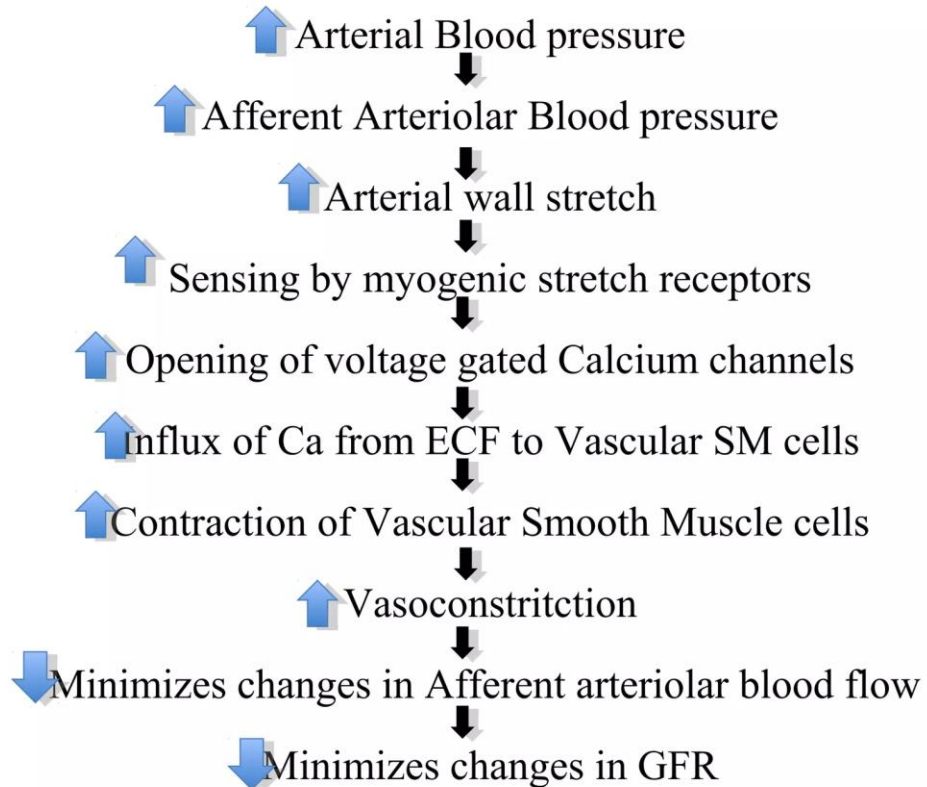 Arterial Blood pressure
Afferent Arteriolar Blood pressure
Arterial wall stretch
Sensing by myogenic stretch receptors
Opening of voltage gated Calcium channels
Influx of Ca from ECF to Vascular SM cells
Contraction of Vascular Smooth Muscle cells
Vasoconstritction
Minimizes changes in Afferent arteriolar blood flow
Minimizes changes in GFR